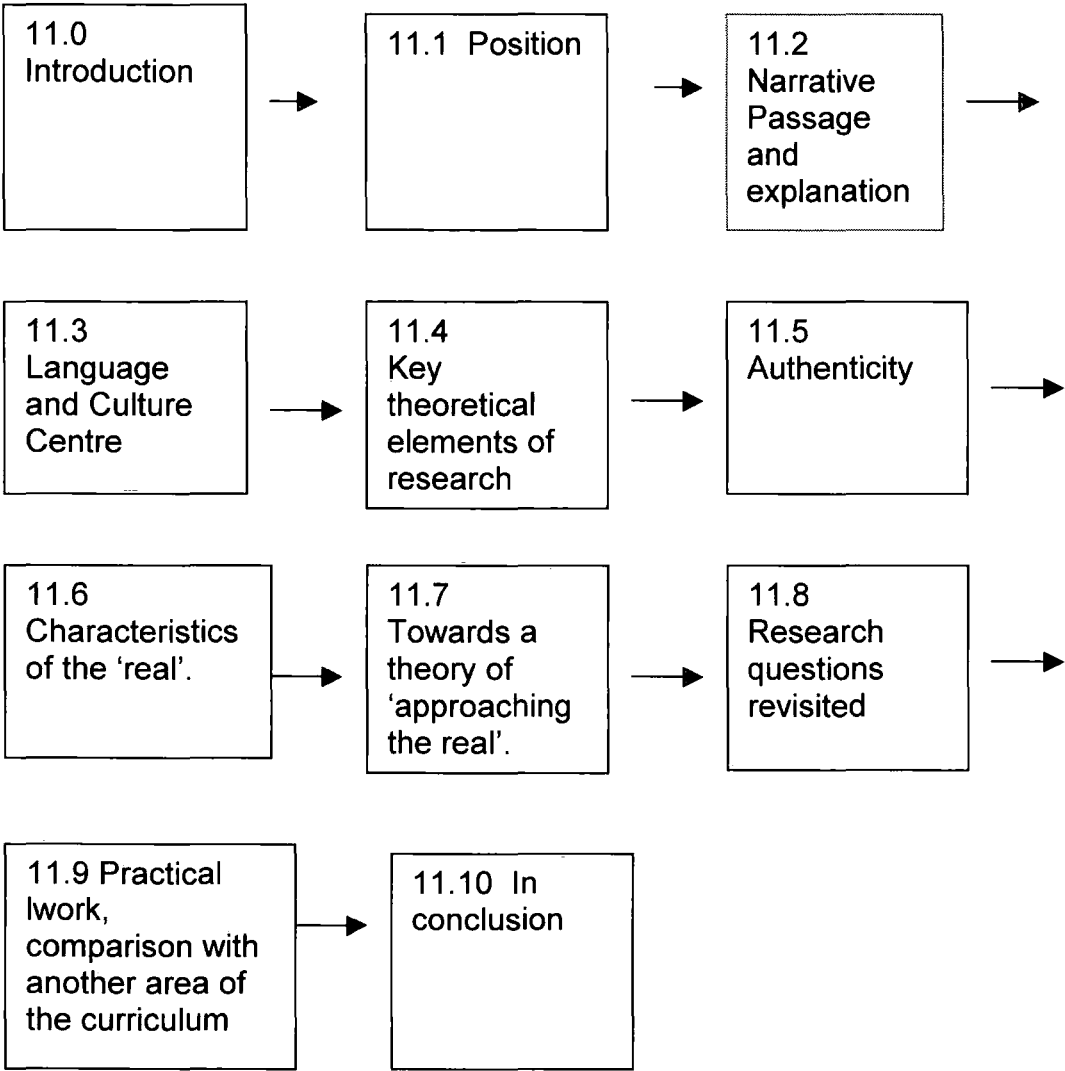 11.0
Introduction
11.1 Position
11.2
Narrative
Passage
and
explanation
11.3
Language
and Culture
Centre
11.4
Key
theoretical
elements of
research
11.5
Authenticity
11.6
Characteristics
of the ‘real’.
11.7
Towards a
theory of
‘approaching
the real’.
11.8
Research
questions
revisited
11.9 Practical
lwork,
comparison with
another area of
the curriculum
11.10 In
conclusion